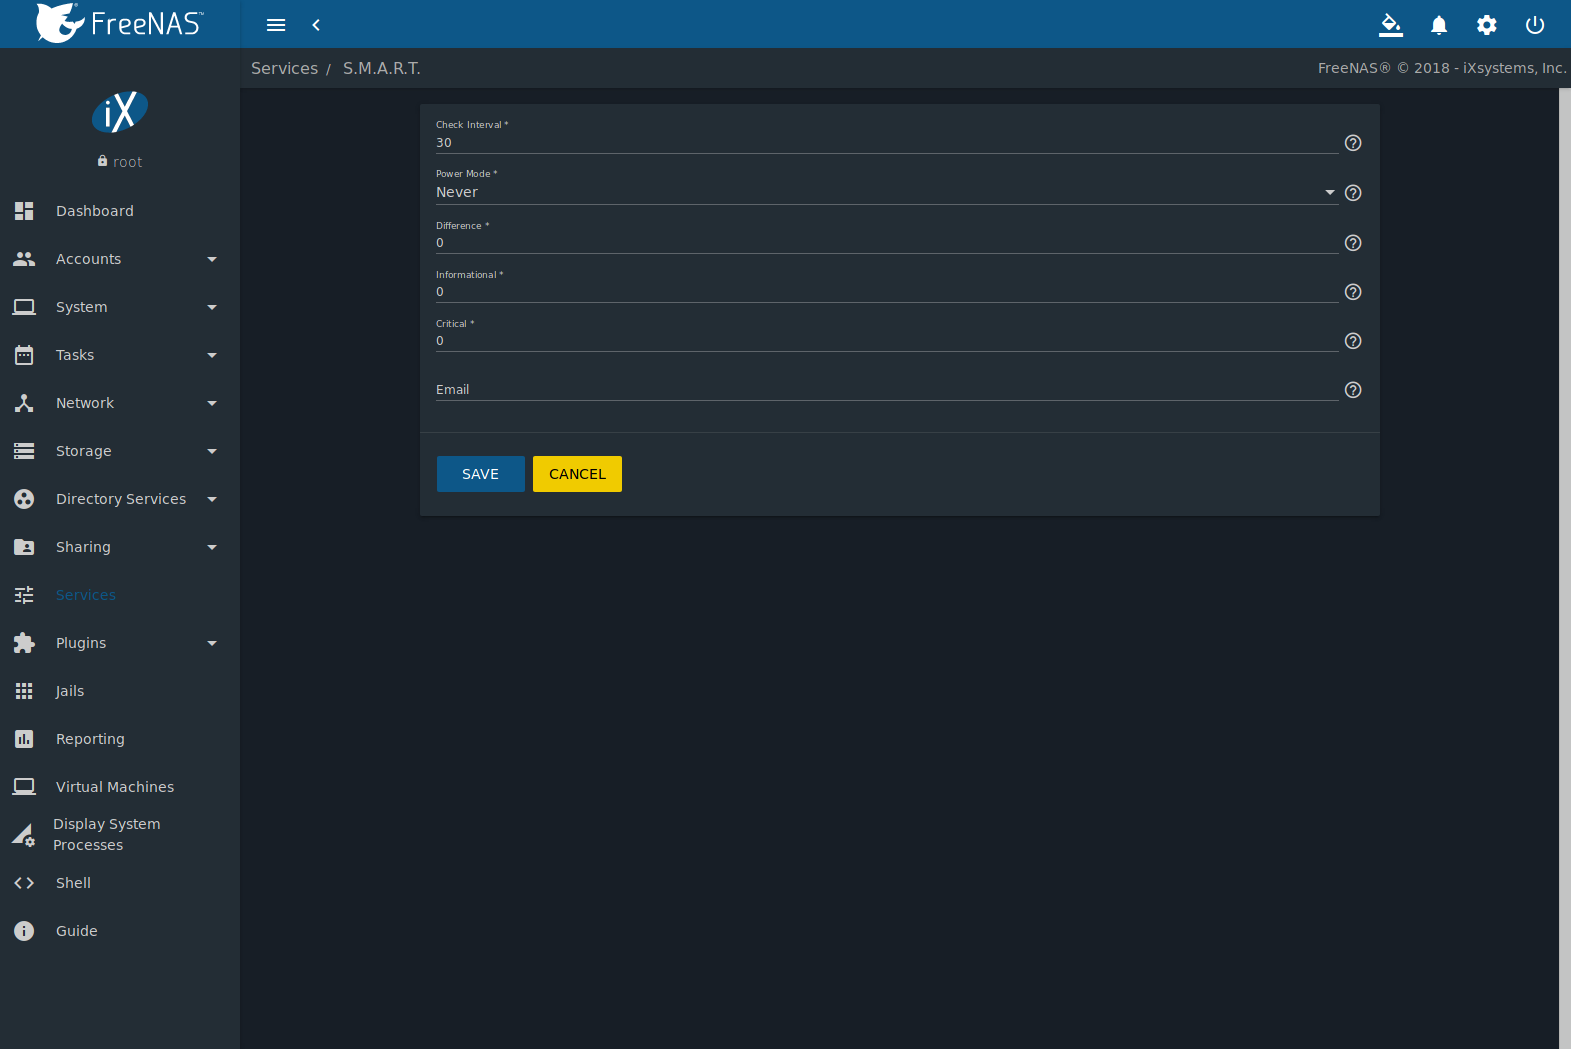 FreeNAS™
Services / S.M.A.R.T.
FreeNAS® © 2018 - iXsystems, Inc.
iX
root
Dashboard
Accounts
System
Tasks
Network
Storage
Directory Services
Sharing
Services
Plugins
Jails
Reporting
Virtual Machines
Display System
Processes
Shell
Guide
Check Interval *
30
Power Mode *
Never
Difference *
0
Informational *
0
Critical *
0
Email
SAVE CANCEL